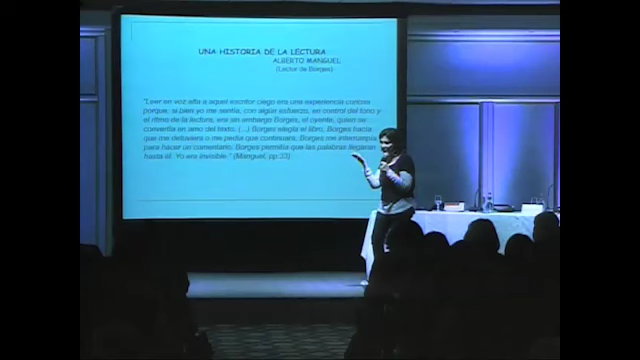 UNA HISTORIA DE LA LECTURA
ALBERTO MANGUEL
(Lector de Borges)
"Leer en voz alta a aquel escritor ciego era una experiencia curiosa
porque, si bien yo me sentía, con algún esfuerzo, en control del tono y
el ritmo de la lectura, era sin embargo Borges, el oyente, quien se
convertía en amo del texto. (...) Borges elegía el libro, Borges hacía
que me detuviera o me pedía que continuara, Borges me interrumpía
para hacer un comentario, Borges permitía que las palabras llegaran
hasta él. Yo era invisible." (Manguel, pp:33)